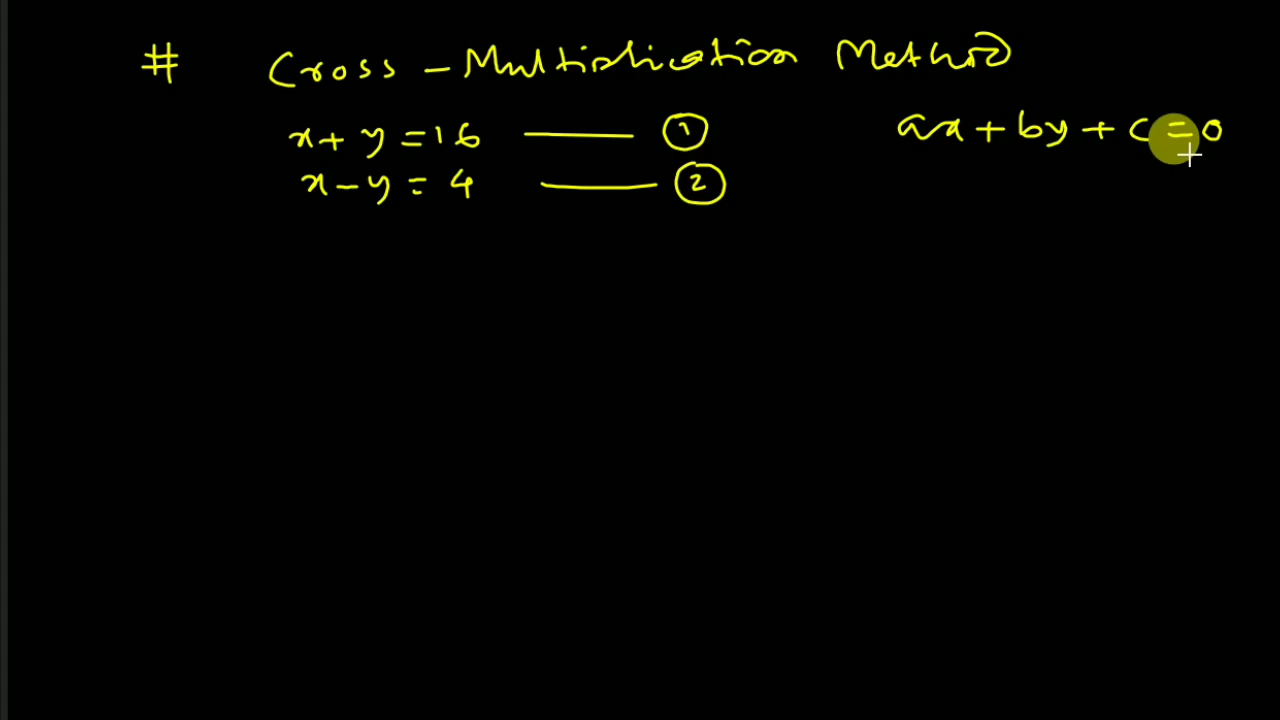 # Cross-Multiplication Method
x + y = 16 —— ①
ax + by + c = 0
x - y = 4 —— ②